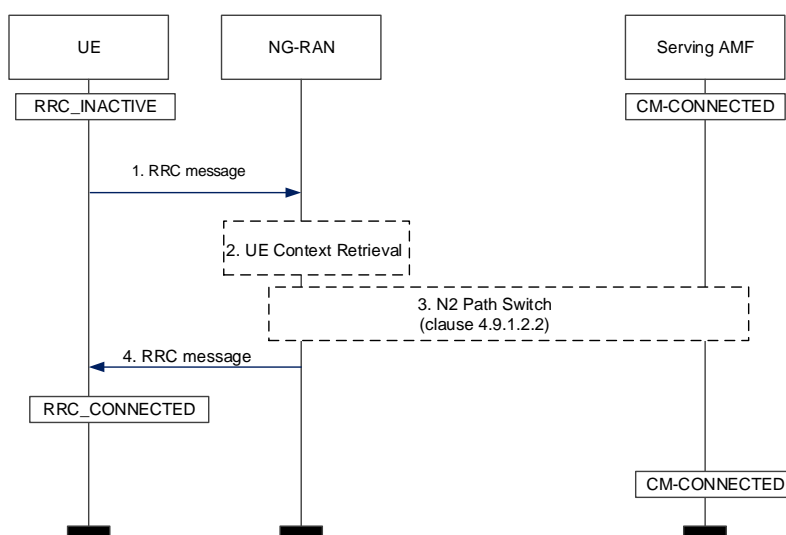 UE
NG-RAN
Serving AMF
RRC_INACTIVE
CM-CONNECTED
1. RRC message
2. UE Context Retrieval
3. N2 Path Switch
(clause 4.9.1.2.2)
4. RRC message
RRC_CONNECTED
CM-CONNECTED